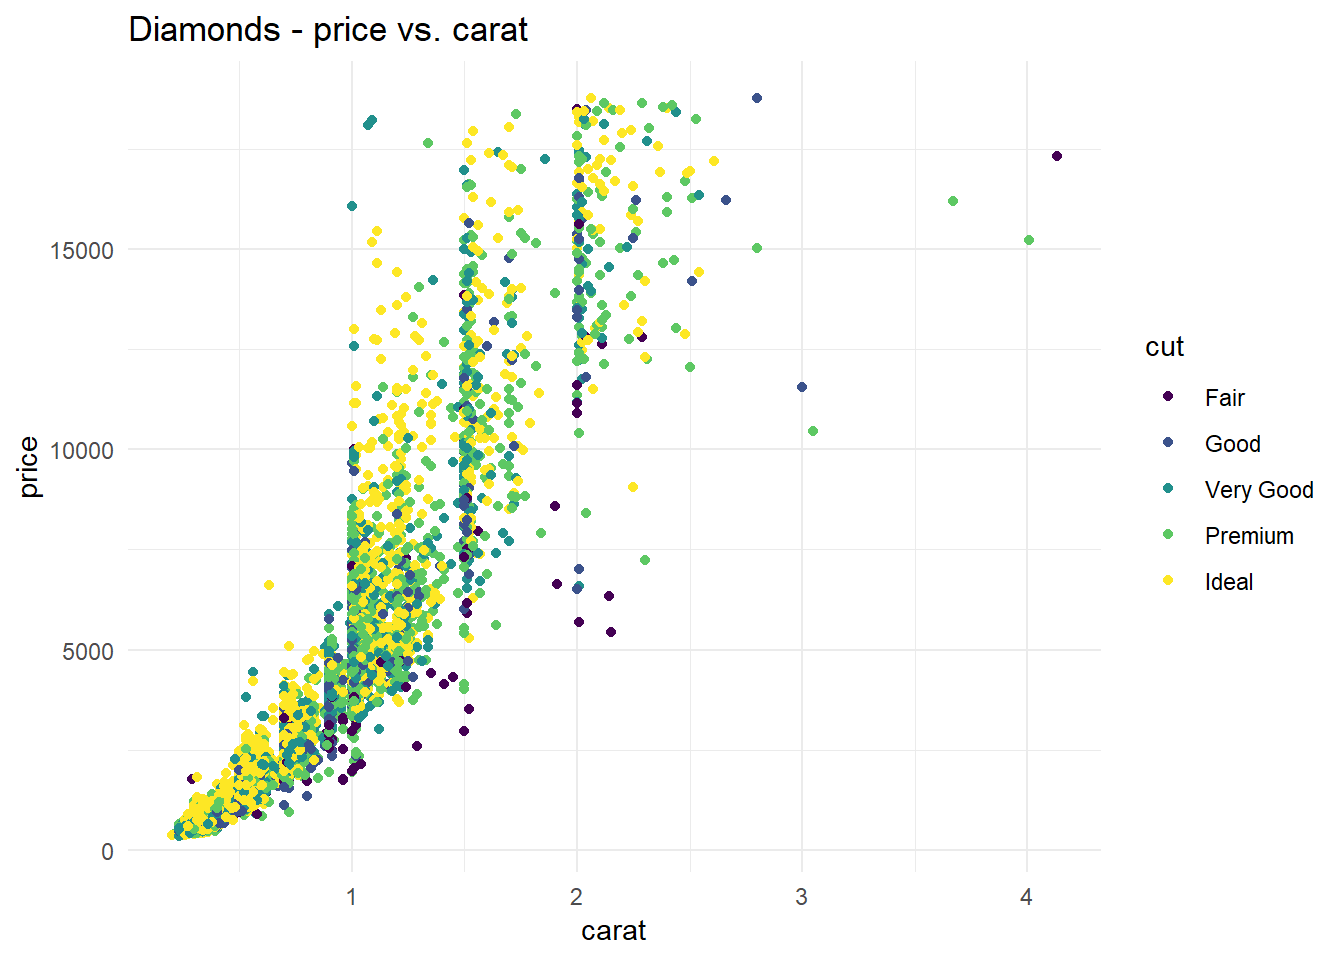 Diamonds - price vs. carat
price
15000
10000
5000
0
1 2 3 4
carat
cut
Fair
Good
Very Good
Premium
Ideal